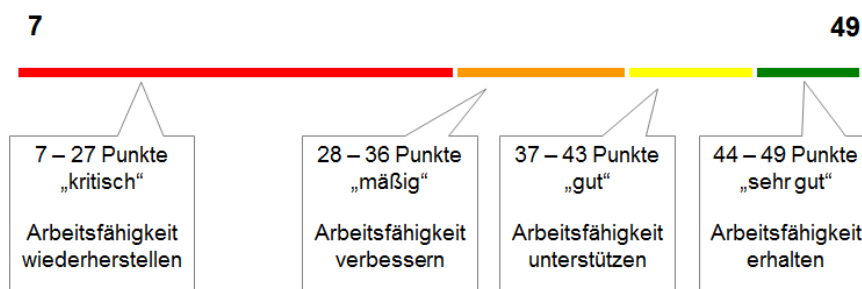 7
49
7 – 27 Punkte
„kritisch“
Arbeitsfähigkeit
wiederherstellen
28 – 36 Punkte
„mäßig“
Arbeitsfähigkeit
verbessern
37 – 43 Punkte
„gut“
Arbeitsfähigkeit
unterstützen
44 – 49 Punkte
„sehr gut“
Arbeitsfähigkeit
erhalten